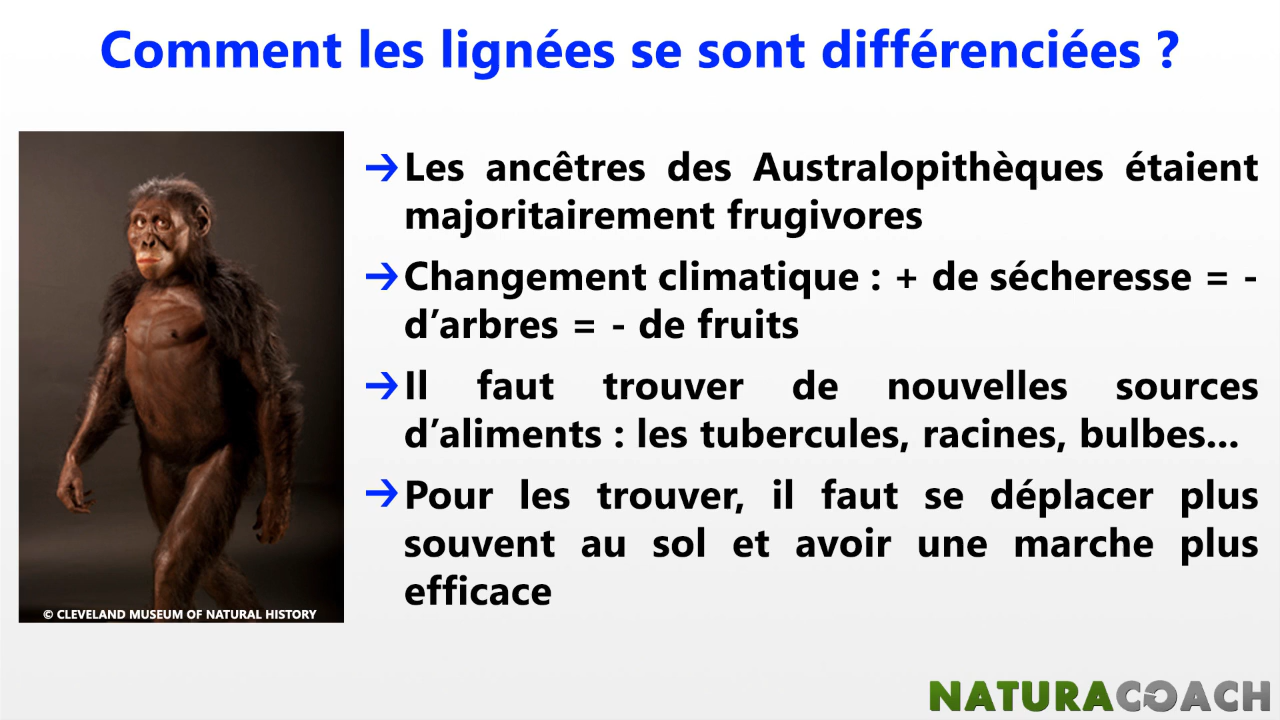 Comment les lignées se sont différenciées ?
→Les ancêtres des Australopithèques étaient
majoritairement frugivores
→Changement climatique : + de sécheresse = -
d’arbres = - de fruits
→Il faut trouver de nouvelles sources
d’aliments : les tubercules, racines, bulbes...
→Pour les trouver, il faut se déplacer plus
souvent au sol et avoir une marche plus
efficace
© CLEVELAND MUSEUM OF NATURAL HISTORY
NATURACOACH